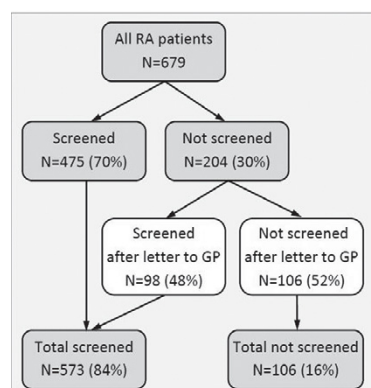 All RA patients
N=679
Screened
N=475 (70%)
Not screened
N=204 (30%)
Screened
after letter to GP
N=98 (48%)
Not screened
after letter to GP
N=106 (52%)
Total screened
N=573 (84%)
Total not screened
N=106 (16%)